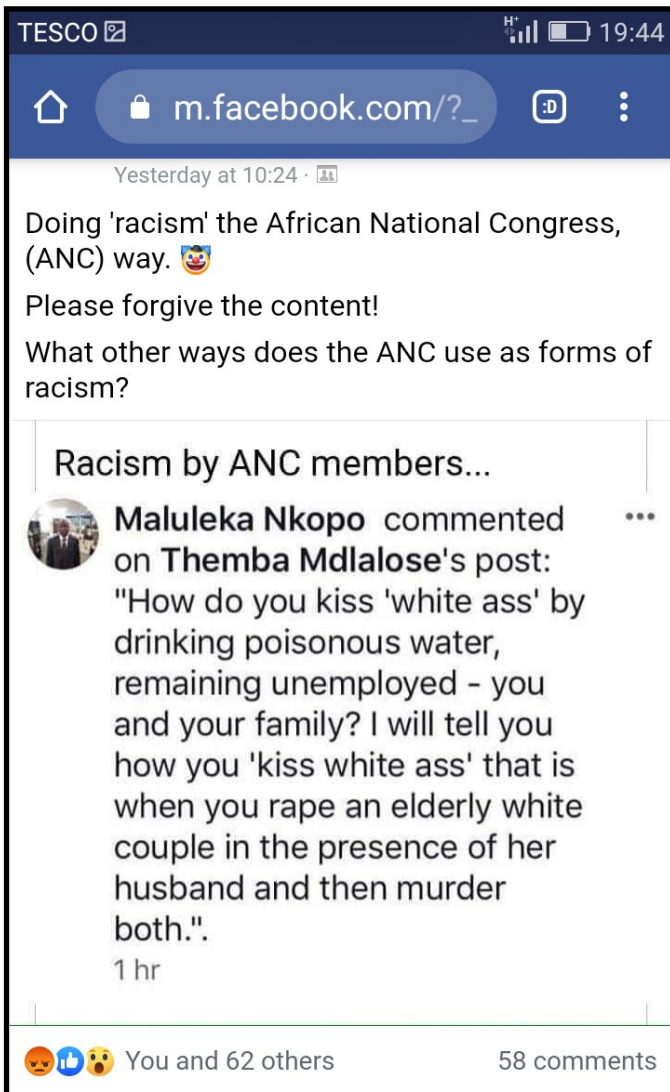 TESCO
H+
19:44
m.facebook.com/?_
:D
Yesterday at 10:24 ·
Doing 'racism' the African National Congress,
(ANC) way. 🤡
Please forgive the content!
What other ways does the ANC use as forms of
racism?
Racism by ANC members...
Maluleka Nkopo commented
on Themba Mdlalose's post:
"How do you kiss 'white ass' by
drinking poisonous water,
remaining unemployed - you
and your family? I will tell you
how you 'kiss white ass' that is
when you rape an elderly white
couple in the presence of her
husband and then murder
both.".
1 hr
You and 62 others
58 comments